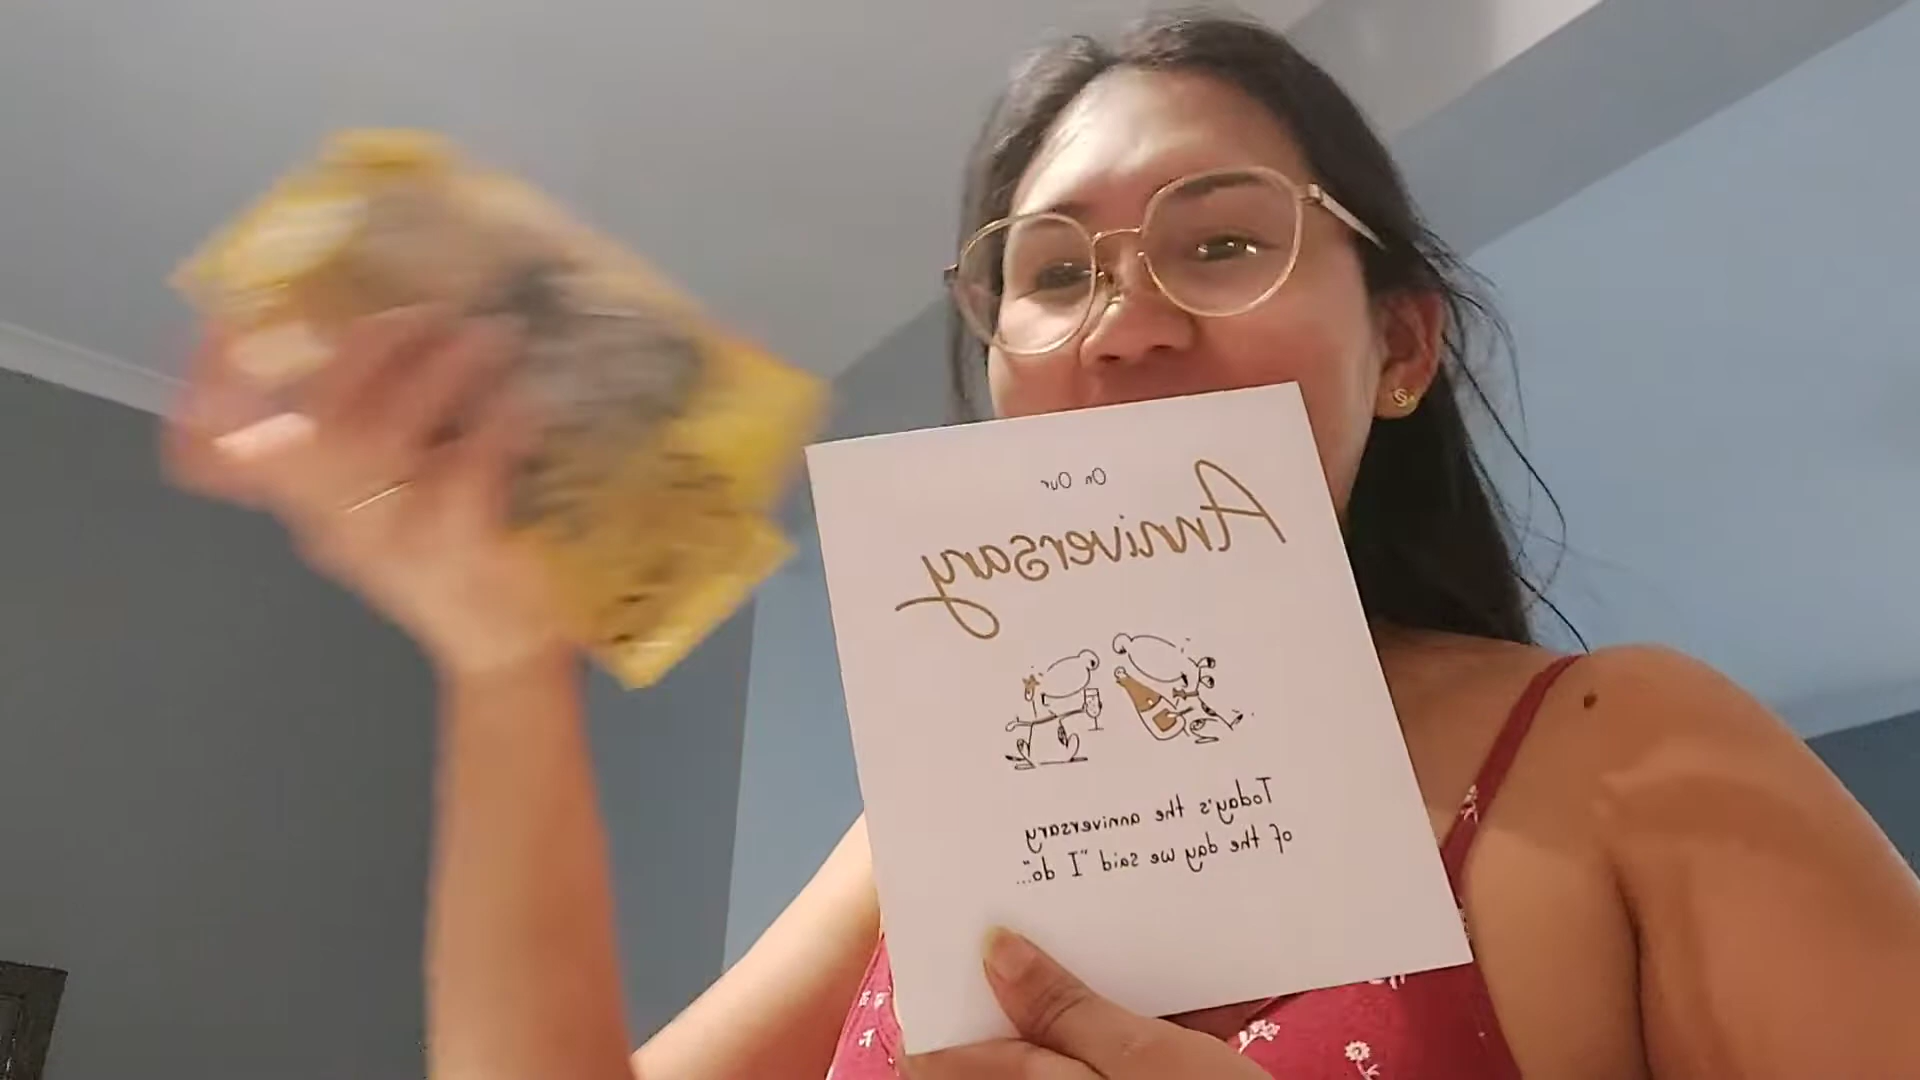 On Our
Anniversary
Today's the anniversary
of the day we said "I do"...